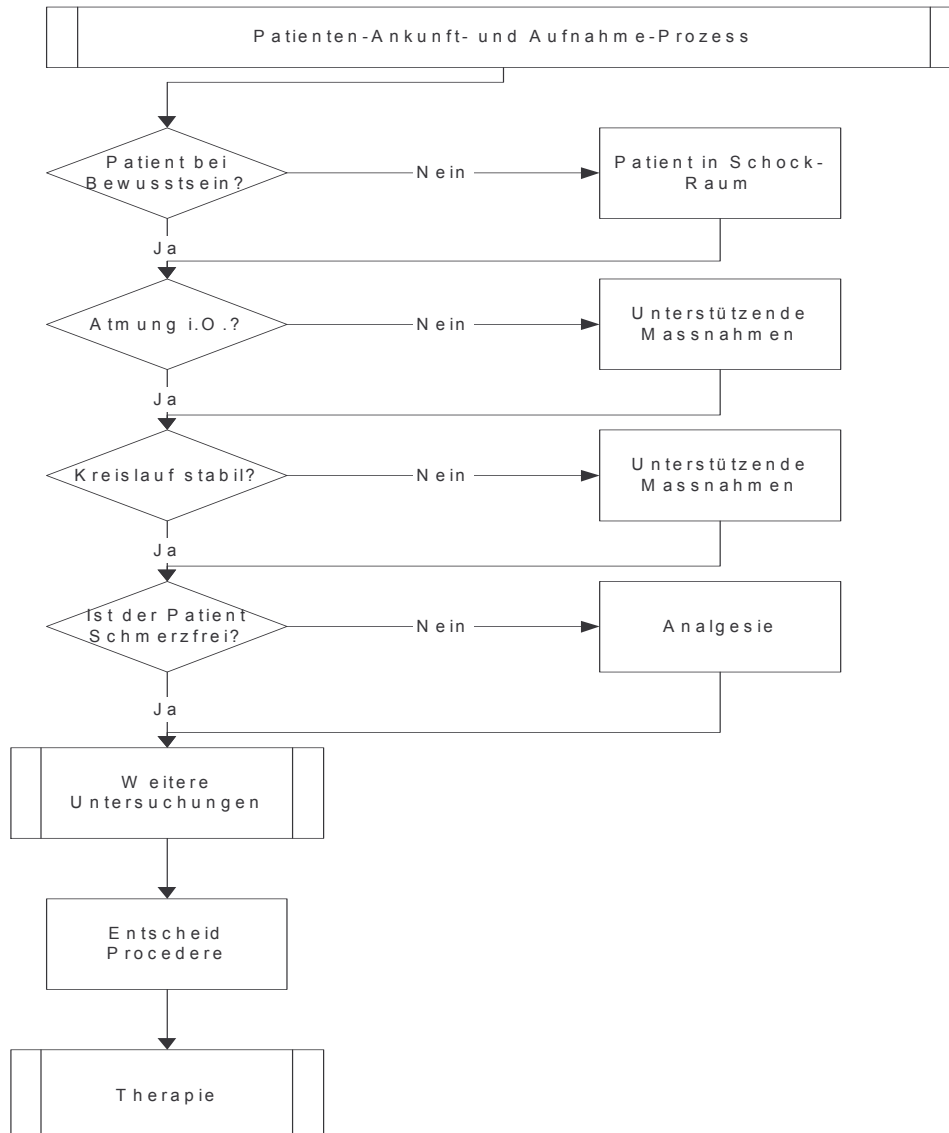 Patienten-Ankunft- und Aufnahme-Prozess
Patient bei
Bewusstsein?
Nein
Patient in Schock-
Raum
Ja
Atmung i.O.?
Nein
Unterstützende
Massnahmen
Ja
Kreislauf stabil?
Nein
Unterstützende
Massnahmen
Ja
Ist der Patient
Schmerzfrei?
Nein
Analgesie
Ja
Weitere
Untersuchungen
Entscheid
Procedere
Therapie